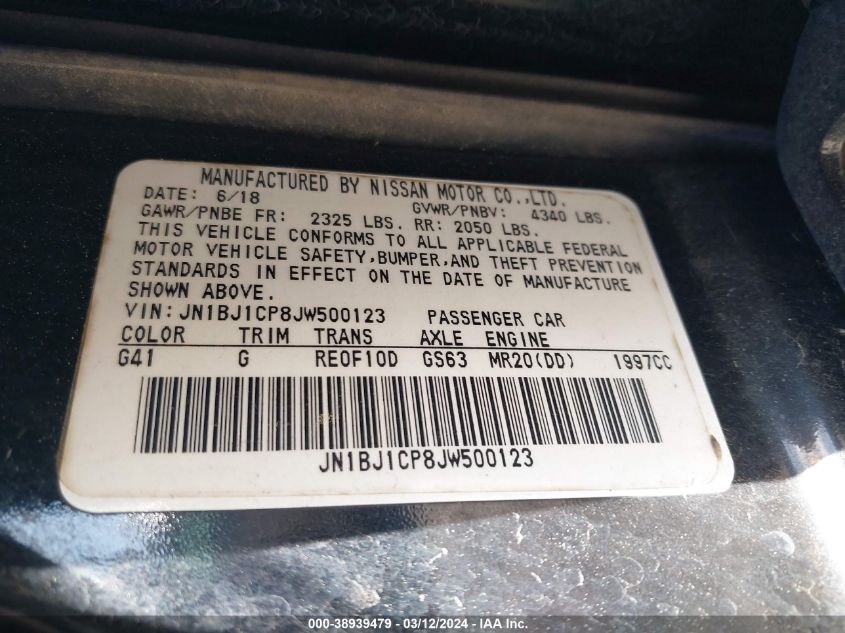 MANUFACTURED BY NISSAN MOTOR CO.,LTD.
DATE: 6/18 GVWR/PNBV: 4340 LBS.
GAWR/PNBE FR: 2325 LBS. RR: 2050 LBS.
THIS VEHICLE CONFORMS TO ALL APPLICABLE FEDERAL
MOTOR VEHICLE SAFETY,BUMPER,AND THEFT PREVENTION
STANDARDS IN EFFECT ON THE DATE OF MANUFACTURE
SHOWN ABOVE.
VIN:JN1BJ1CP8JW500123 PASSENGER CAR
COLOR TRIM TRANS AXLE ENGINE
G41 G RE0F10D GS63 MR20(DD) 1997CC
JN1BJ1CP8JW500123
000-38939479 - 03/12/2024 - IAA Inc.